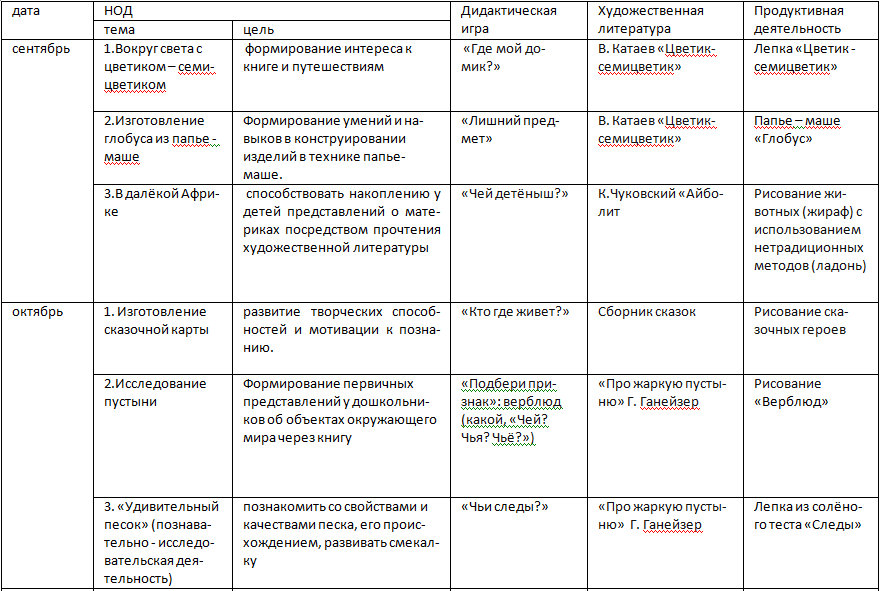 дата
НОД
Дидактическая
игра
Художественная
литература
Продуктивная
деятельность
тема
цель
сентябрь
1.Вокруг света с
цветиком – семи-
цветиком
формирование интереса к
книге и путешествиям
«Где мой до-
мик?»
В. Катаев «Цветик-
семицветик»
Лепка «Цветик -
семицветик»
2.Изготовление
глобуса из папье -
маше
Формирование умений и на-
выков в конструировании
изделий в технике папье-
маше.
«Лишний пред-
мет»
В. Катаев «Цветик-
семицветик»
Папье – маше
«Глобус»
3.В далёкой Афри-
ке
способствовать накоплению у
детей представлений о мате-
риках посредством прочтения
художественной литературы
«Чей детёныш?»
К.Чуковский «Айбо-
лит
Рисование жи-
вотных (жираф) с
использованием
нетрадиционных
методов (ладонь)
октябрь
1. Изготовление
сказочной карты
развитие творческих способ-
ностей и мотивации к позна-
нию.
«Кто где живет?»
Сборник сказок
Рисование ска-
зочных героев
2.Исследование
пустыни
Формирование первичных
представлений у дошкольни-
ков об объектах окружающего
мира через книгу
«Подбери при-
знак»: верблюд
(какой, «Чей?
Чья? Чьё?»)
«Про жаркую пусты-
ню» Г. Ганейзер
Рисование
«Верблюд»
3. «Удивительный
песок» (познава-
тельно - исследо-
вательская дея-
тельность)
познакомить со свойствами и
качествами песка, его проис-
хождением, развивать смекал-
ку
«Чьи следы?»
«Про жаркую пусты-
ню» Г. Ганейзер
Лепка из солёно-
го теста «Следы»